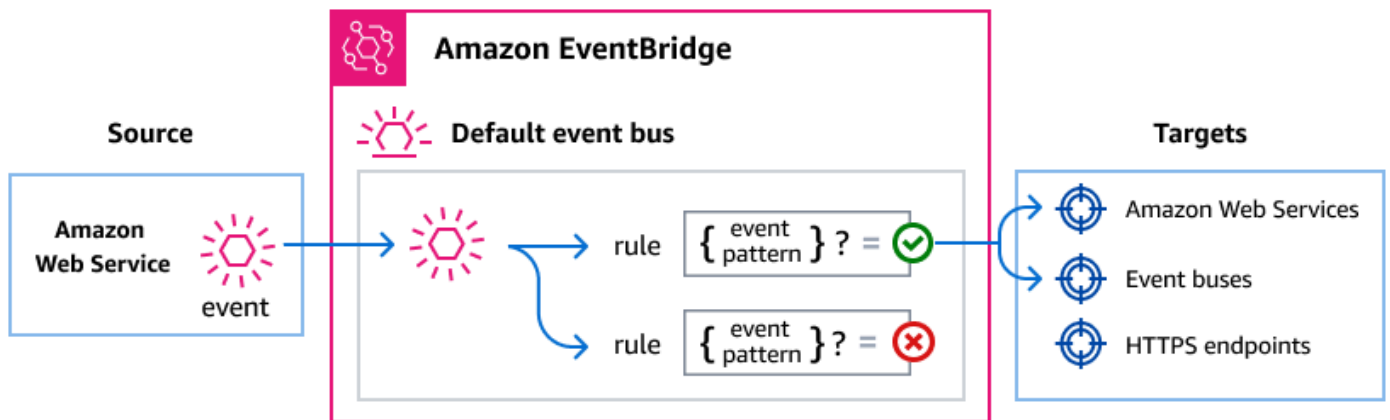 Amazon EventBridge
Source
Default event bus
Targets
Amazon
Web Service
event
rule { event pattern } ? =
rule { event pattern } ? =
Amazon Web Services
Event buses
HTTPS endpoints